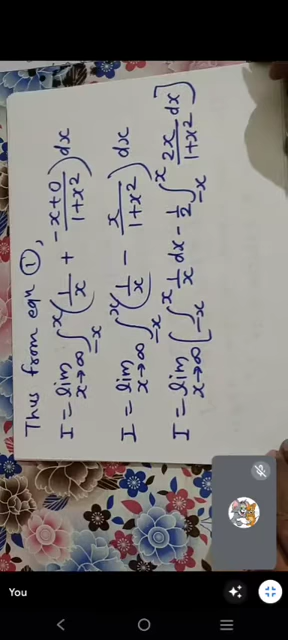 Thus from eqn ①,
I = lim x→∞ ∫_{-x}^{x} (1/x + (-x+0)/(1+x²)) dx
I = lim x→∞ ∫_{-x}^{x} (1/x - x/(1+x²)) dx
I = lim x→∞ [∫_{-x}^{x} 1/x dx - 1/2 ∫_{-x}^{x} 2x/(1+x²) dx]
You